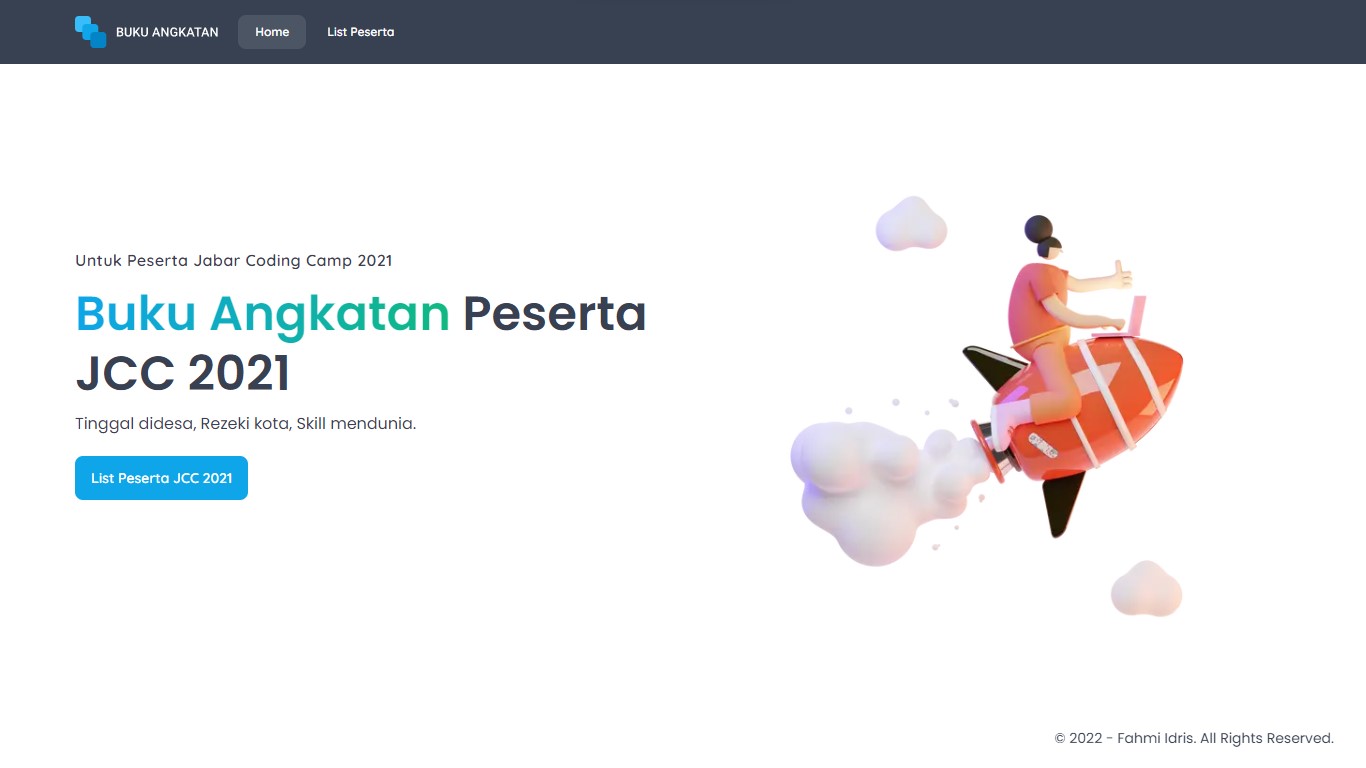 BUKU ANGKATAN
Home
List Peserta
Untuk Peserta Jabar Coding Camp 2021
Buku Angkatan Peserta
JCC 2021
Tinggal didesa, Rezeki kota, Skill mendunia.
List Peserta JCC 2021
© 2022 - Fahmi Idris. All Rights Reserved.